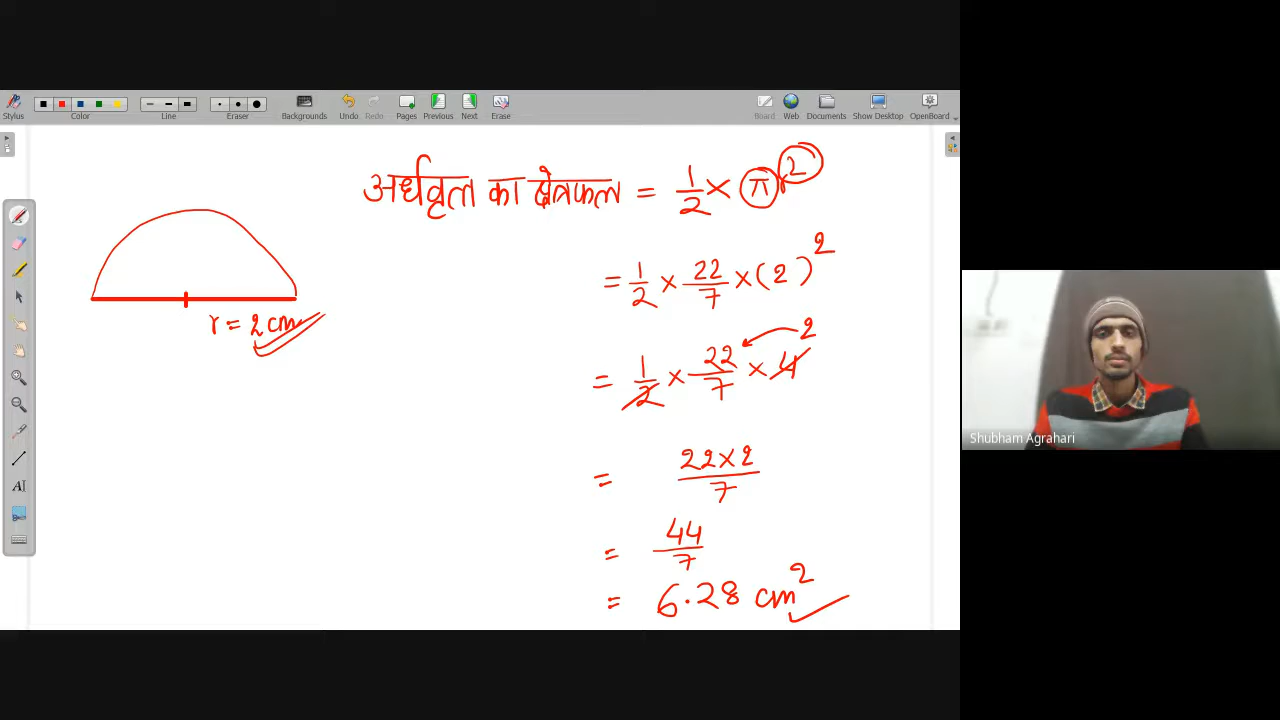 Stylus Color Line Eraser Backgrounds Undo Redo Pages Previous Next Erase Board Web Documents Show Desktop OpenBoard
अर्धवृत्त का क्षेत्रफल = 1/2 × πr²
= 1/2 × 22/7 × (2)²
r = 2 cm
= 1/2 × 22/7 × 4 2
= 22×2/7
= 44/7
= 6.28 cm²
Shubham Agrahari